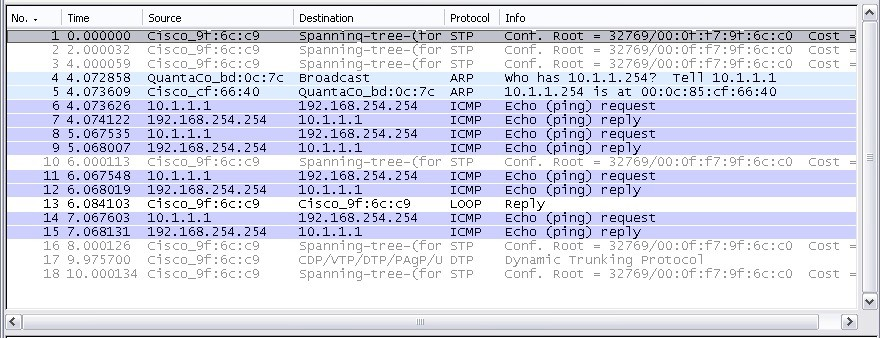 No. Time Source Destination Protocol Info
1 0.000000 Cisco_9f:6c:c9 Spanning-tree-(for STP Conf. Root = 32769/00:0f:f7:9f:6c:c0 Cost =
2 2.000032 Cisco_9f:6c:c9 Spanning-tree-(for STP Conf. Root = 32769/00:0f:f7:9f:6c:c0 Cost =
3 4.000059 Cisco_9f:6c:c9 Spanning-tree-(for STP Conf. Root = 32769/00:0f:f7:9f:6c:c0 Cost =
4 4.072858 QuantaCo_bd:0c:7c Broadcast ARP Who has 10.1.1.254? Tell 10.1.1.1
5 4.073609 Cisco_cf:66:40 QuantaCo_bd:0c:7c ARP 10.1.1.254 is at 00:0c:85:cf:66:40
6 4.073626 10.1.1.1 192.168.254.254 ICMP Echo (ping) request
7 4.074122 192.168.254.254 10.1.1.1 ICMP Echo (ping) reply
8 5.067535 10.1.1.1 192.168.254.254 ICMP Echo (ping) request
9 5.068007 192.168.254.254 10.1.1.1 ICMP Echo (ping) reply
10 6.000113 Cisco_9f:6c:c9 Spanning-tree-(for STP Conf. Root = 32769/00:0f:f7:9f:6c:c0 Cost =
11 6.067548 10.1.1.1 192.168.254.254 ICMP Echo (ping) request
12 6.068019 192.168.254.254 10.1.1.1 ICMP Echo (ping) reply
13 6.084103 Cisco_9f:6c:c9 Cisco_9f:6c:c9 LOOP Reply
14 7.067603 10.1.1.1 192.168.254.254 ICMP Echo (ping) request
15 7.068131 192.168.254.254 10.1.1.1 ICMP Echo (ping) reply
16 8.000126 Cisco_9f:6c:c9 Spanning-tree-(for STP Conf. Root = 32769/00:0f:f7:9f:6c:c0 Cost =
17 9.975700 Cisco_9f:6c:c9 CDP/VTP/DTP/PAgP/U DTP Dynamic Trunking Protocol
18 10.000134 Cisco_9f:6c:c9 Spanning-tree-(for STP Conf. Root = 32769/00:0f:f7:9f:6c:c0 Cost =